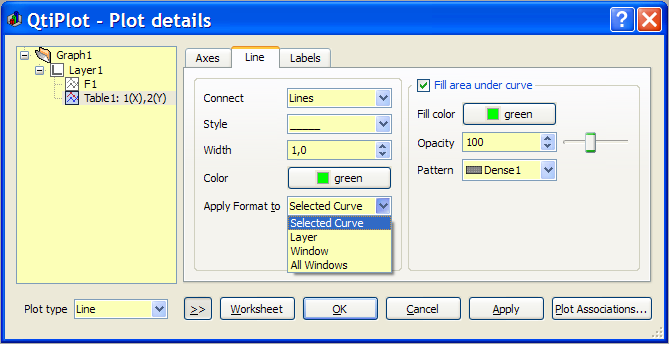 QtiPlot - Plot details
Graph1
Layer1
F1
Table1: 1(X),2(Y)
Axes
Line
Labels
Connect
Lines
Style
Width
1,0
Color
green
Apply Format to
Selected Curve
Selected Curve
Layer
Window
All Windows
Fill area under curve
Fill color
green
Opacity
100
Pattern
Dense1
Plot type
Line
>>
Worksheet
OK
Cancel
Apply
Plot Associations...